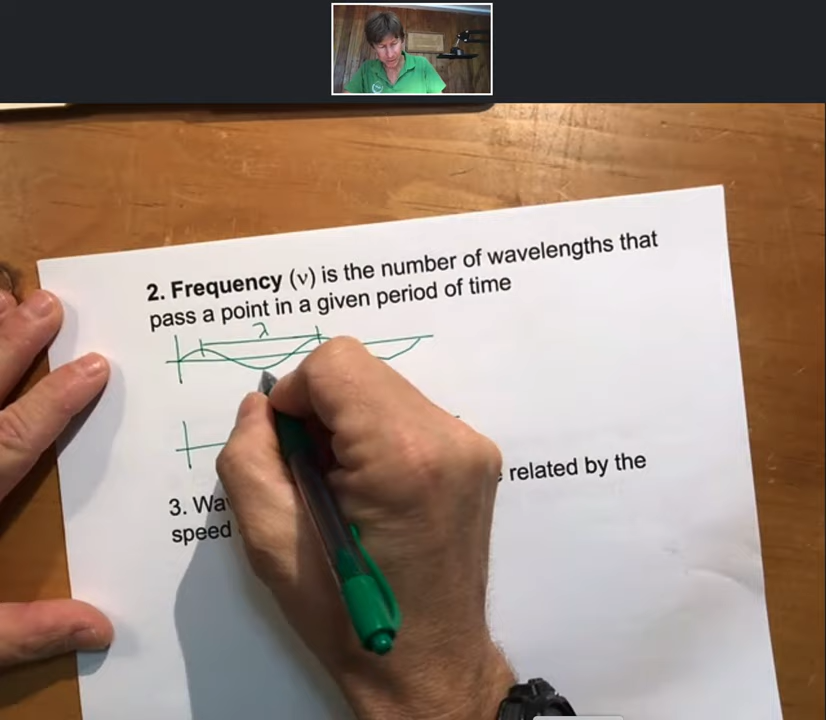 2. Frequency (ν) is the number of wavelengths that
pass a point in a given period of time
λ
related by the
3.
speed